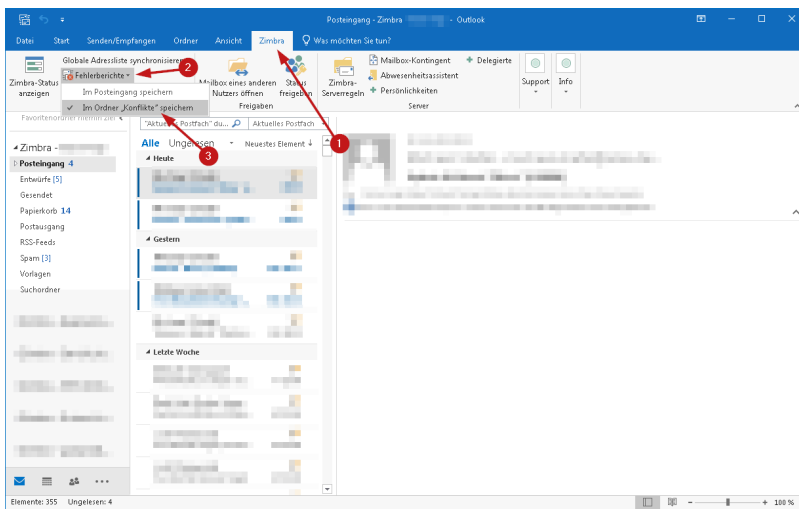 Posteingang - Zimbra - Outlook
Datei Start Senden/Empfangen Ordner Ansicht Zimbra Was möchten Sie tun?
Zimbra-Status anzeigen
Globale Adressliste synchronisieren
Fehlerberichte
2
Im Posteingang speichern
✓ Im Ordner „Konflikte" speichern
Mailbox eines anderen
Nutzers öffnen
Status
freigeben
Freigaben
Zimbra-
Serverregeln
Mailbox-Kontingent
Abwesenheitsassistent
+ Persönlichkeiten
+ Delegierte
Server
Support
Info
1
3
"Aktuelles Postfach" du... Aktuelles Postfach
Alle Ungelesen Neuestes Element ↓
Zimbra -
Posteingang 4
Entwürfe [5]
Gesendet
Papierkorb 14
Postausgang
RSS-Feeds
Spam [3]
Vorlagen
Suchordner
Heute
Gestern
Letzte Woche
Elemente: 355 Ungelesen: 4
- + 100 %